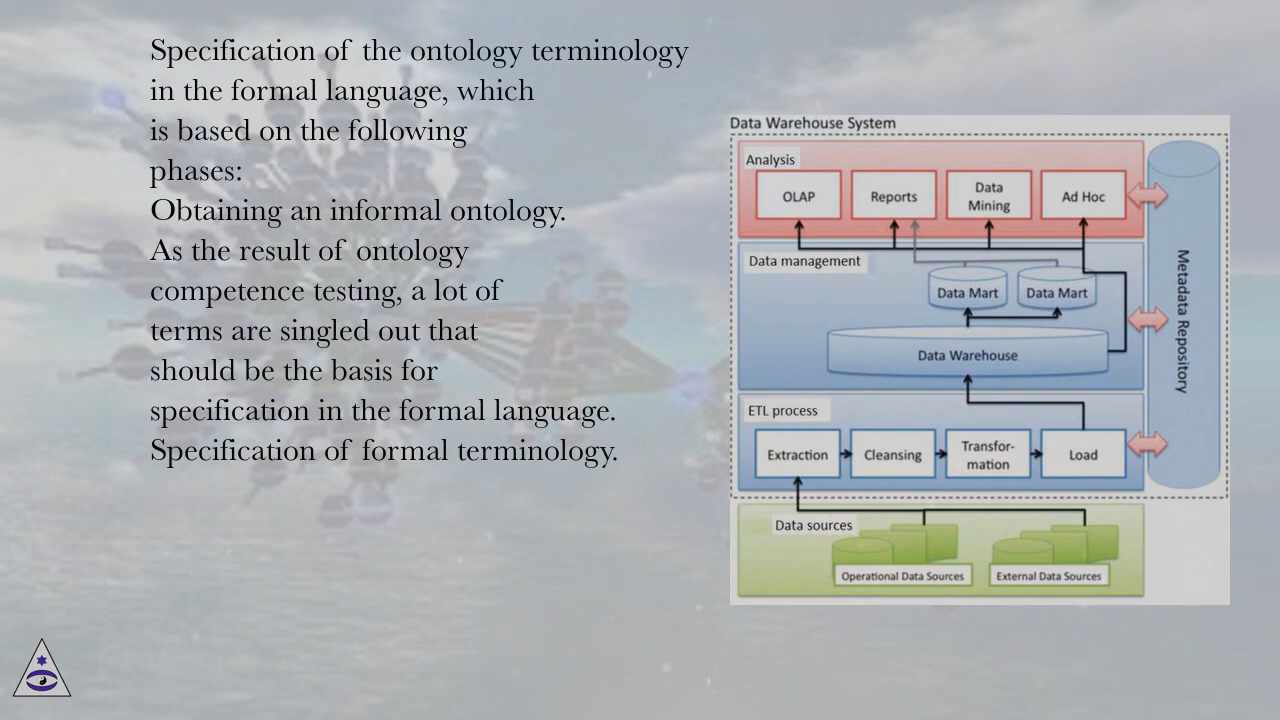 Specification of the ontology terminology
in the formal language, which
is based on the following
phases:
Obtaining an informal ontology.
As the result of ontology
competence testing, a lot of
terms are singled out that
should be the basis for
specification in the formal language.
Specification of formal terminology.
Data Warehouse System
Analysis
OLAP
Reports
Data
Mining
Ad Hoc
Data management
Data Mart
Data Mart
Data Warehouse
Metadata Repository
ETL process
Extraction
Cleansing
Transfor-
mation
Load
Data sources
Operational Data Sources
External Data Sources